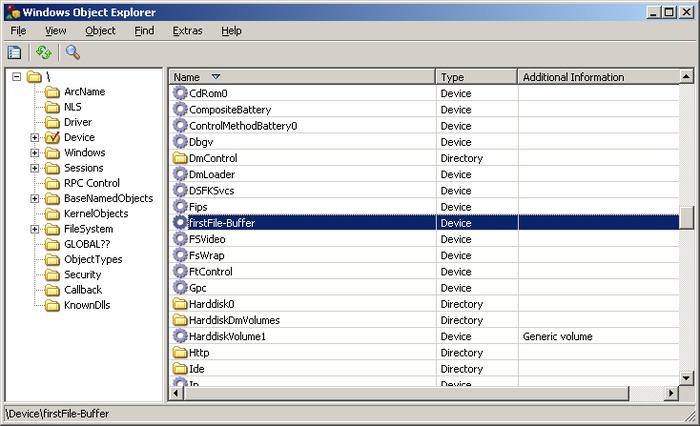 Windows Object Explorer
File View Object Find Extras Help
\
ArcName
NLS
Driver
Device
Windows
Sessions
RPC Control
BaseNamedObjects
KernelObjects
FileSystem
GLOBAL??
ObjectTypes
Security
Callback
KnownDlls
Name Type Additional Information
CdRom0 Device
CompositeBattery Device
ControlMethodBattery0 Device
Dbgv Device
DmControl Directory
DmLoader Device
DSFKSvcs Device
Fips Device
firstFile-Buffer Device
FSVideo Device
FsWrap Device
FtControl Device
Gpc Device
Harddisk0 Directory
HarddiskDmVolumes Directory
HarddiskVolume1 Device Generic volume
Http Directory
Ide Directory
Ip Device
\Device\firstFile-Buffer